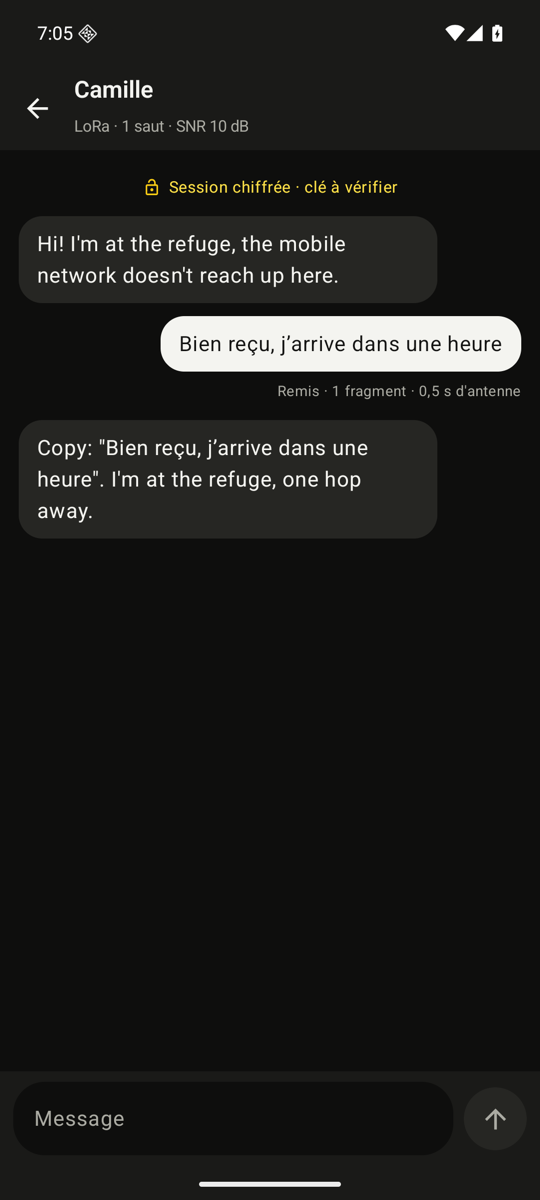 7:05
Camille
LoRa · 1 saut · SNR 10 dB
Session chiffrée · clé à vérifier
Hi! I'm at the refuge, the mobile
network doesn't reach up here.
Bien reçu, j’arrive dans une heure
Remis · 1 fragment · 0,5 s d'antenne
Copy: "Bien reçu, j’arrive dans une
heure". I'm at the refuge, one hop
away.
Message